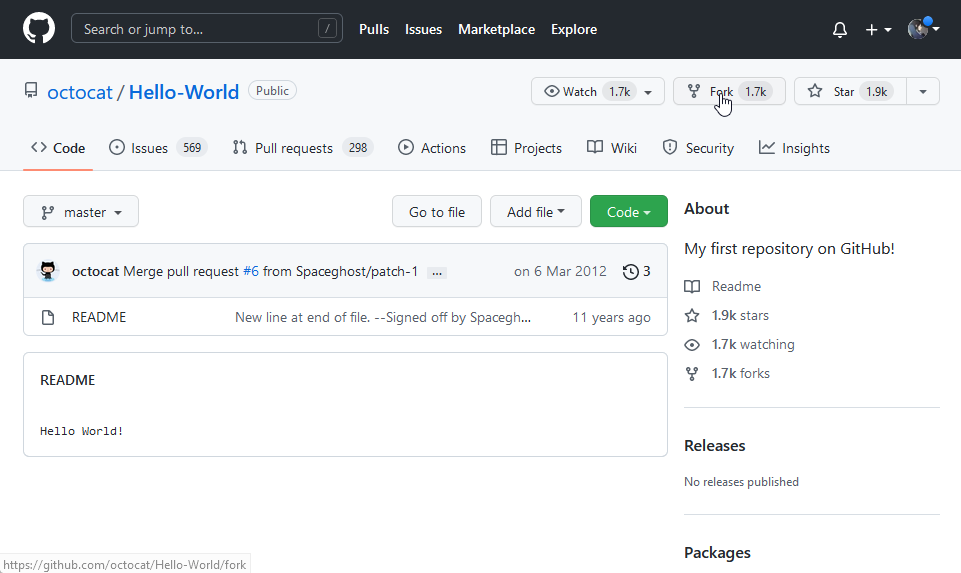 Search or jump to... / Pulls Issues Marketplace Explore
octocat / Hello-World Public Watch 1.7k Fork 1.7k Star 1.9k
Code Issues 569 Pull requests 298 Actions Projects Wiki Security Insights
master Go to file Add file Code
octocat Merge pull request #6 from Spaceghost/patch-1 ... on 6 Mar 2012 3
README New line at end of file. --Signed off by Spacegh... 11 years ago
README
Hello World!
About
My first repository on GitHub!
Readme
1.9k stars
1.7k watching
1.7k forks
Releases
No releases published
Packages
https://github.com/octocat/Hello-World/fork